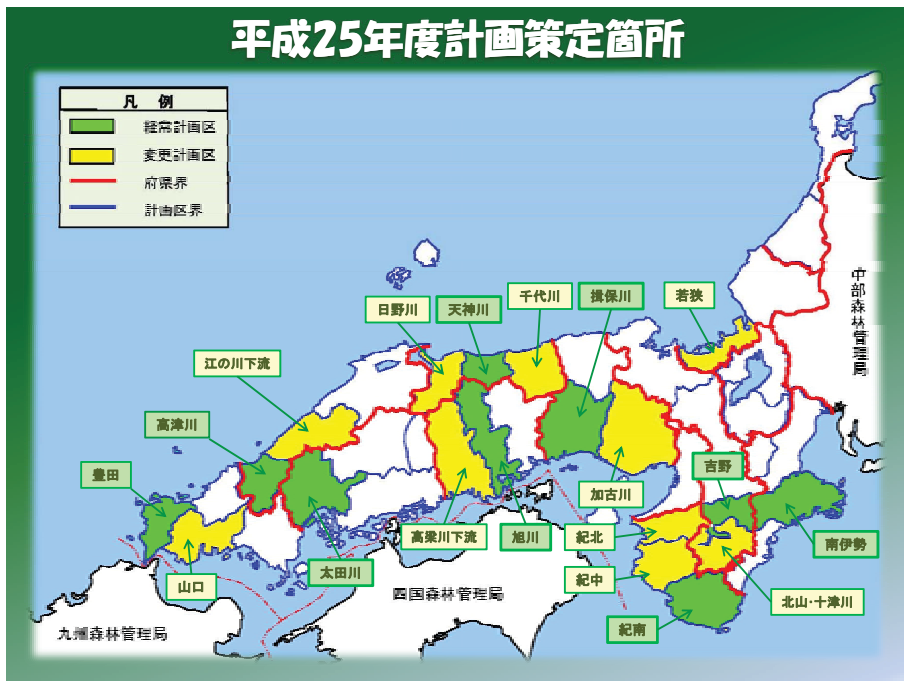 平成25年度計画策定箇所
凡　例
経常計画区
変更計画区
府県界
計画区界
中部森林管理局
日野川
天神川
千代川
揖保川
若狭
江の川下流
高津川
豊田
吉野
加古川
高梁川下流
旭川
紀北
南伊勢
太田川
山口
紀中
北山・十津川
四国森林管理局
紀南
九州森林管理局